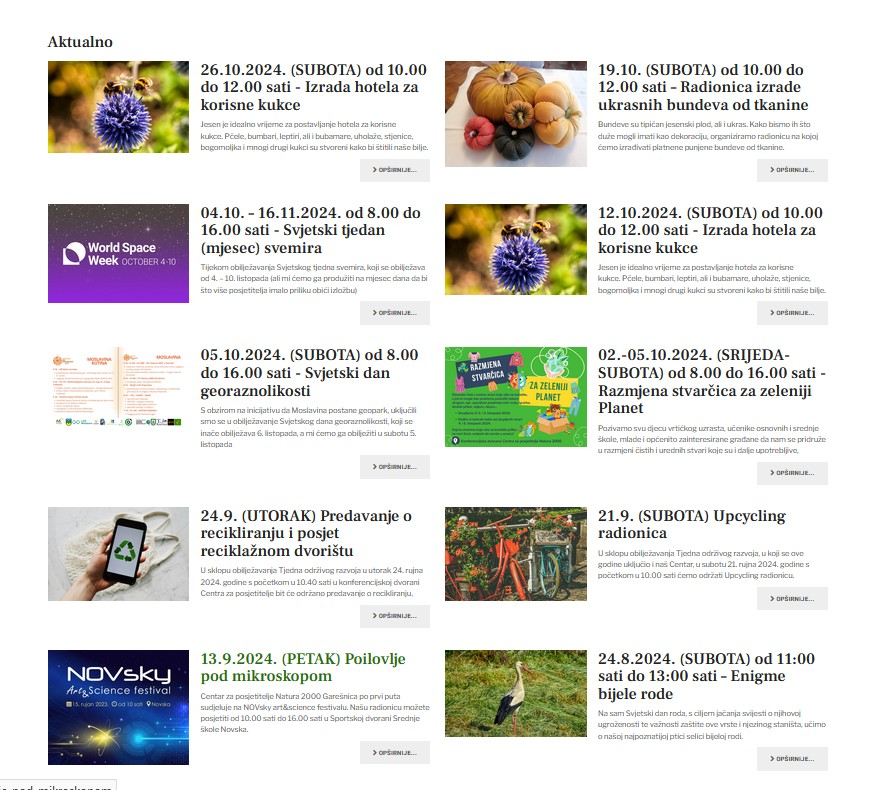 Aktualno
26.10.2024. (SUBOTA) od 10.00
do 12.00 sati - Izrada hotela za
korisne kukce
Jesen je idealno vrijeme za postavljanje hotela za korisne
kukce. Pčele, bumbari, leptiri, ali i bubamare, uholaže, stjenice,
bogomoljka i mnogi drugi kukci su stvoreni kako bi štitili naše bilje.
OPŠIRNIJE...
19.10. (SUBOTA) od 10.00 do
12.00 sati – Radionica izrade
ukrasnih bundeva od tkanine
Bundeve su tipičan jesenski plod, ali i ukras. Kako bismo ih što
duže mogli imati kao dekoraciju, organiziramo radionicu na kojoj
ćemo izrađivati platnene punjene bundeve od tkanine.
OPŠIRNIJE...
World Space
Week OCTOBER 4-10
04.10. – 16.11.2024. od 8.00 do
16.00 sati - Svjetski tjedan
(mjesec) svemira
Tijekom obilježavanja Svjetskog tjedna svemira, koji se obilježava
od 4. – 10. listopada (ali mi ćemo ga produžiti na mjesec dana da bi
što više posjetitelja imalo priliku obići izložbu)
OPŠIRNIJE...
12.10.2024. (SUBOTA) od 10.00
do 12.00 sati - Izrada hotela za
korisne kukce
Jesen je idealno vrijeme za postavljanje hotela za korisne
kukce. Pčele, bumbari, leptiri, ali i bubamare, uholaže, stjenice,
bogomoljka i mnogi drugi kukci su stvoreni kako bi štitili naše bilje.
OPŠIRNIJE...
MOSLAVINA
MOSLAVINA
05.10.2024. (SUBOTA) od 8.00
do 16.00 sati - Svjetski dan
georaznolikosti
S obzirom na inicijativu da Moslavina postane geopark, uključili
smo se u obilježavanje Svjetskog dana georaznolikosti, koji se
inače obilježava 6. listopada, a mi ćemo ga obilježiti u subotu 5.
listopada
OPŠIRNIJE...
RAZMJENA
STVARČICA
ZA ZELENIJI
PLANET
02.-05.10.2024. (SRIJEDA-
SUBOTA) od 8.00 do 16.00 sati -
Razmjena stvarčica za zeleniji
Planet
Pozivamo svu djecu vrtićkog uzrasta, učenike osnovnih i srednje
škole, mlade i općenito zainteresirane građane da nam se pridruže
u razmjeni čistih i urednih stvari koje su i dalje upotrebljive,
OPŠIRNIJE...
24.9. (UTORAK) Predavanje o
recikliranju i posjet
reciklažnom dvorištu
U sklopu obilježavanja Tjedna održivog razvoja u utorak 24. rujna
2024. godine s početkom u 10.40 sati u konferencijskoj dvorani
Centra za posjetitelje bit će održano predavanje o recikliranju,
OPŠIRNIJE...
21.9. (SUBOTA) Upcycling
radionica
U sklopu obilježavanja Tjedna održivog razvoja, u koji se ove
godine uključio i naš Centar, u subotu 21. rujna 2024. godine s
početkom u 10.00 sati ćemo održati Upcycling radionicu.
OPŠIRNIJE...
NOVsky
Art&Science festival
15. rujan 2023 od 10 sati Novska
13.9.2024. (PETAK) Poilovlje
pod mikroskopom
Centar za posjetitelje Natura 2000 Garešnica po prvi puta
sudjeluje na NOVsky art&science festivalu. Našu radionicu možete
posjetiti od 10.00 sati do 16.00 sati u Sportskoj dvorani Srednje
škole Novska.
OPŠIRNIJE...
24.8.2024. (SUBOTA) od 11:00
sati do 13:00 sati – Enigme
bijele rode
Na sam Svjetski dan roda, s ciljem jačanja svijesti o njihovoj
ugroženosti te važnosti zaštite ove vrste i njezinog staništa, učimo
o našoj najpoznatijoj ptici selici bijeloj rodi.
OPŠIRNIJE...